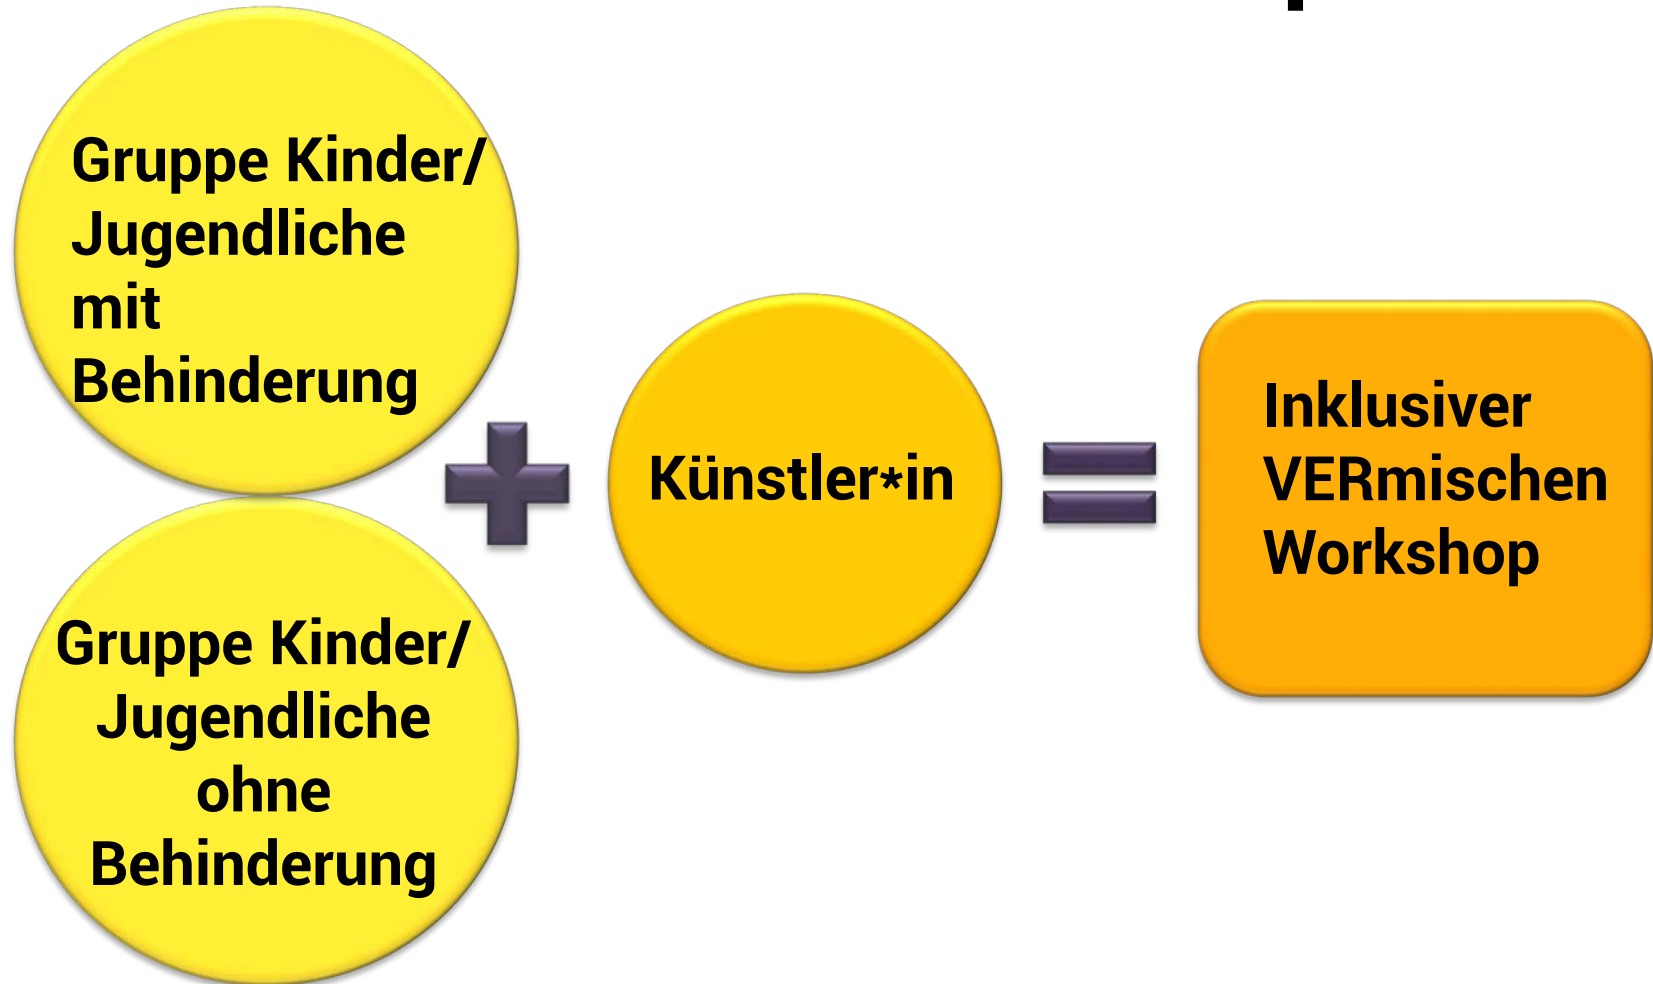 Gruppe Kinder/
Jugendliche
mit
Behinderung
Gruppe Kinder/
Jugendliche
ohne
Behinderung
Künstler*in
Inklusiver
VERmischen
Workshop